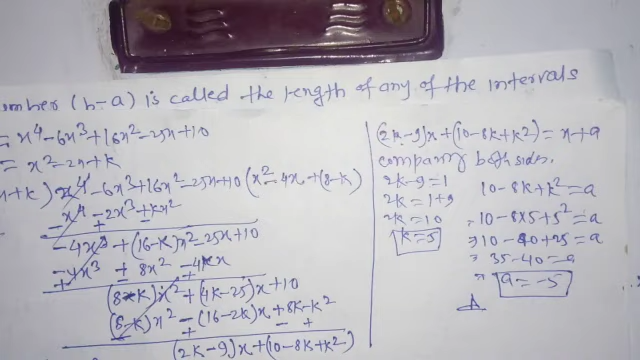 mber (b-a) is called the length of any of the intervals
= x⁴-6x³+16x²-25x+10
= x²-2x+k
x+k) x⁴-6x³+16x²-25x+10 (x²-4x+(8-k)
x⁴-2x³+kx²
-4x³+(16-k)x²-25x+10
-4x³+8x²-4kx
(8-k)x²+(4k-25)x+10
(8-k)x²-(16-2k)x+8k-k²
(2k-9)x+(10-8k+k²)
(2k-9)x+(10-8k+k²)=x+a
comparing both sides.
2k-9=1
2k=1+9
2k=10
k=5
10-8k+k²=a
10-8x5+5²=a
10-40+25=a
35-40=a
a=-5